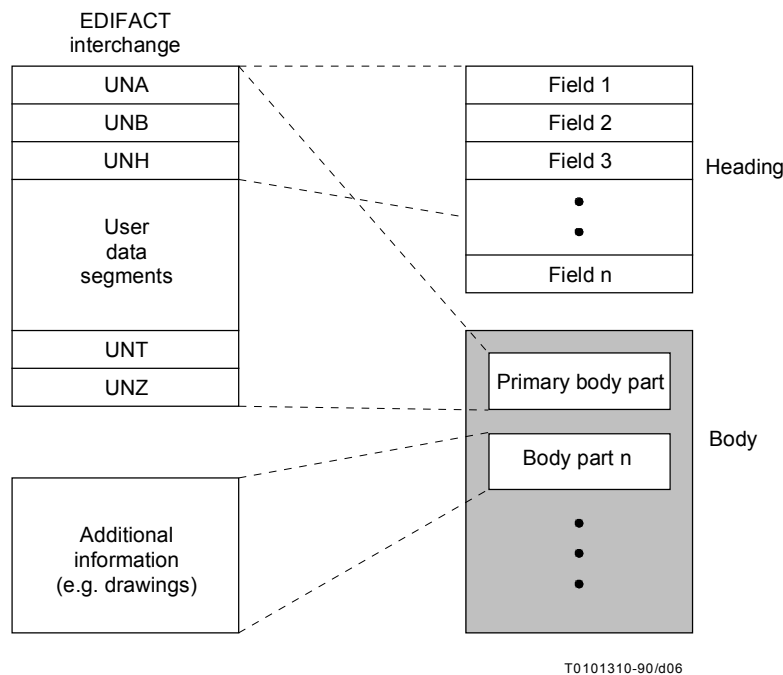 EDIFACT
interchange
UNA
UNB
UNH
User
data
segments
UNT
UNZ
Additional
information
(e.g. drawings)
Field 1
Field 2
Field 3
Field n
Heading
Primary body part
Body part n
Body
T0101310-90/d06